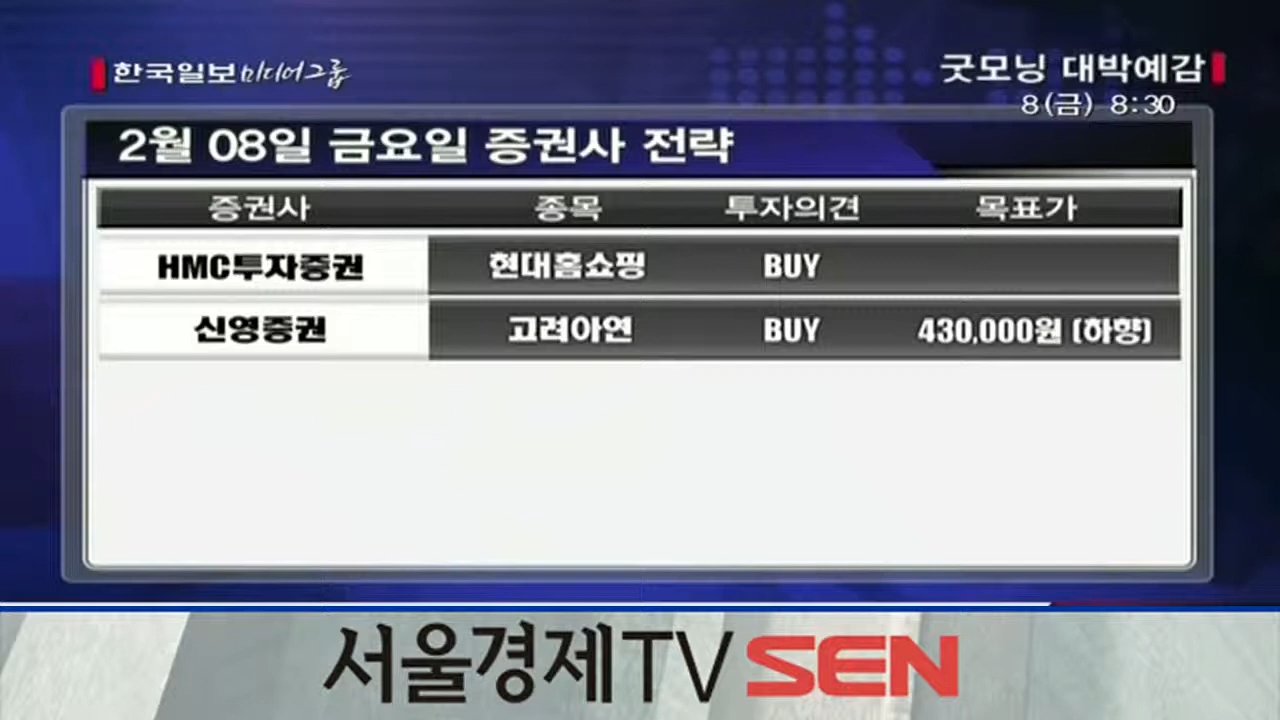 한국일보미디어그룹
굿모닝 대박예감
8(금) 8:30
2월 08일 금요일 증권사 전략
증권사 종목 투자의견 목표가
HMC투자증권 현대홈쇼핑 BUY
신영증권 고려아연 BUY 430,000원 (하향)
서울경제TV SEN